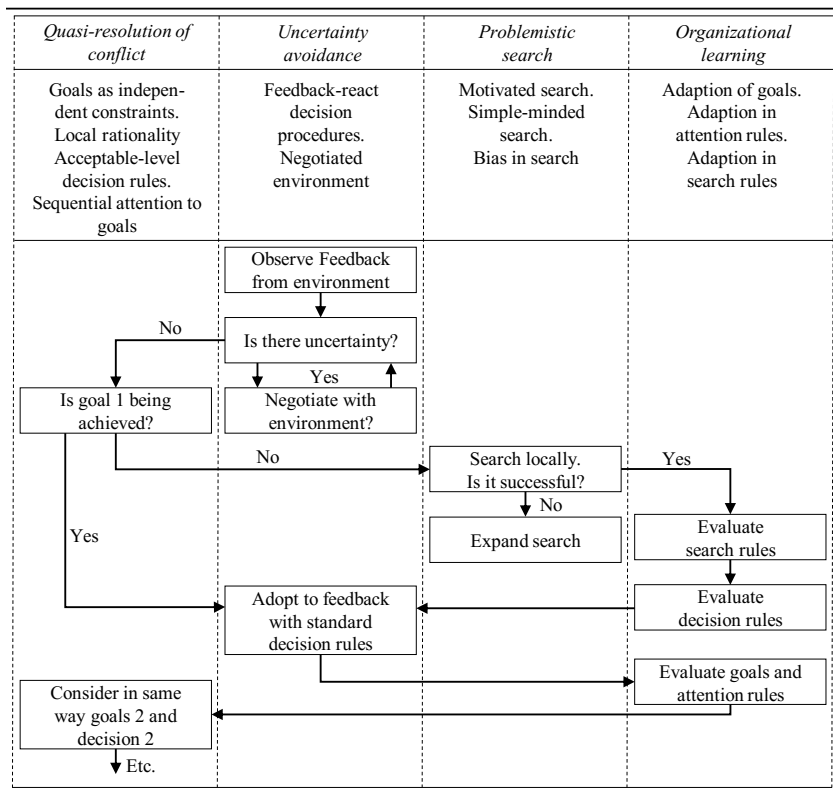 Quasi-resolution of
conflict
Uncertainty
avoidance
Problemistic
search
Organizational
learning
Goals as indepen-
dent constraints.
Local rationality
Acceptable-level
decision rules.
Sequential attention to
goals
Feedback-react
decision
procedures.
Negotiated
environment
Motivated search.
Simple-minded
search.
Bias in search
Adaption of goals.
Adaption in
attention rules.
Adaption in
search rules
Observe Feedback
from environment
No
Is there uncertainty?
Yes
Is goal 1 being
achieved?
Negotiate with
environment?
No
Search locally.
Is it successful?
Yes
No
Yes
Expand search
Evaluate
search rules
Adopt to feedback
with standard
decision rules
Evaluate
decision rules
Evaluate goals and
attention rules
Consider in same
way goals 2 and
decision 2
Etc.